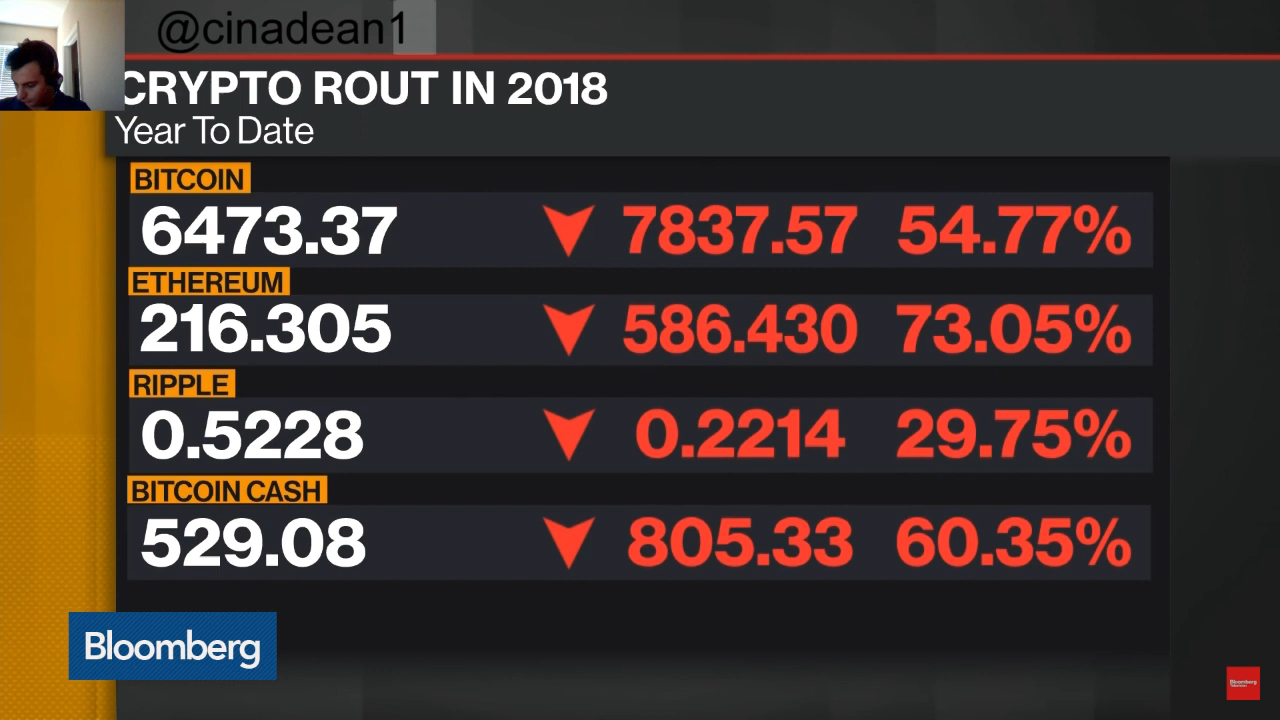 @cinadean1
CRYPTO ROUT IN 2018
Year To Date
BITCOIN
6473.37 7837.57 54.77%
ETHEREUM
216.305 586.430 73.05%
RIPPLE
0.5228 0.2214 29.75%
BITCOIN CASH
529.08 805.33 60.35%
Bloomberg
Bloomberg